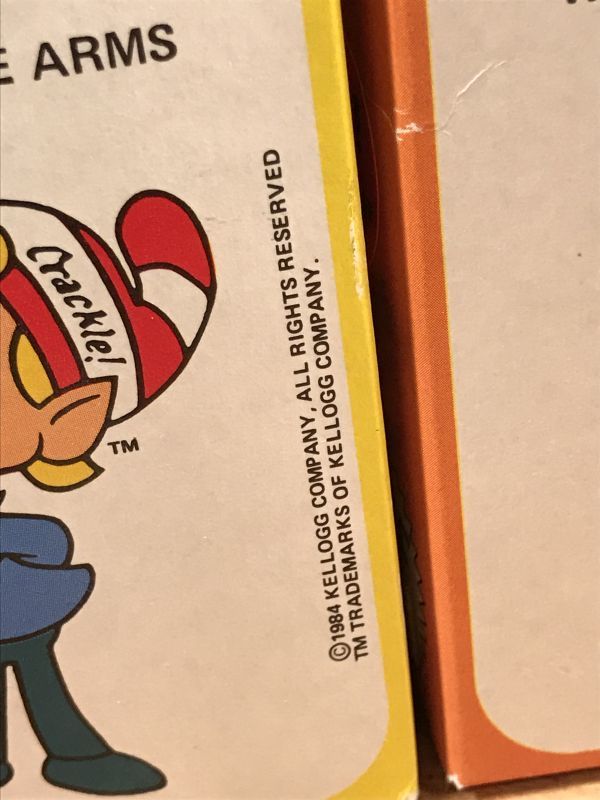 ARMS
Crackle!
TM
©1984 KELLOGG COMPANY, ALL RIGHTS RESERVED
TM TRADEMARKS OF KELLOGG COMPANY.